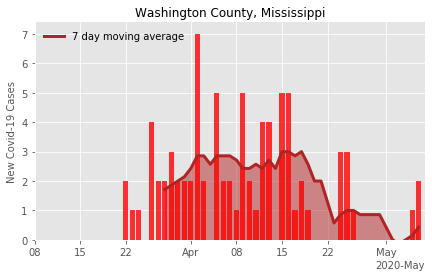 Washington County, Mississippi
7 day moving average
New Covid-19 Cases
7
6
5
4
3
2
1
0
08 15 22 Apr 08 15 22 May
2020-May